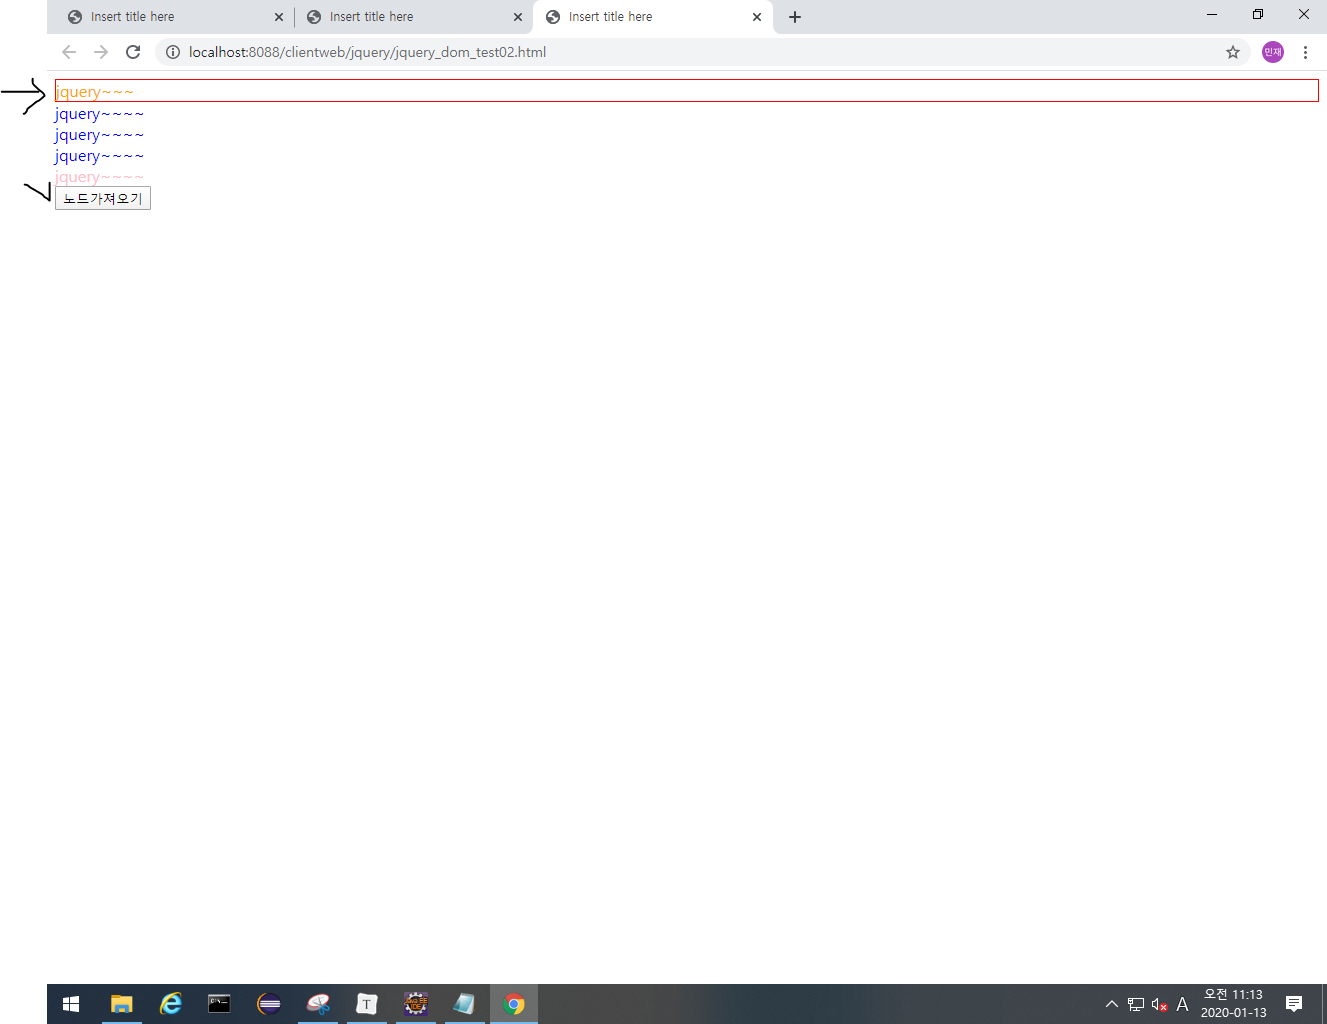 Insert title here
Insert title here
Insert title here
localhost:8088/clientweb/jquery/jquery_dom_test02.html
민재
jquery~~~
jquery~~~~
jquery~~~~
jquery~~~~
jquery~~~~
노드가져오기
T
A
오전 11:13
2020-01-13